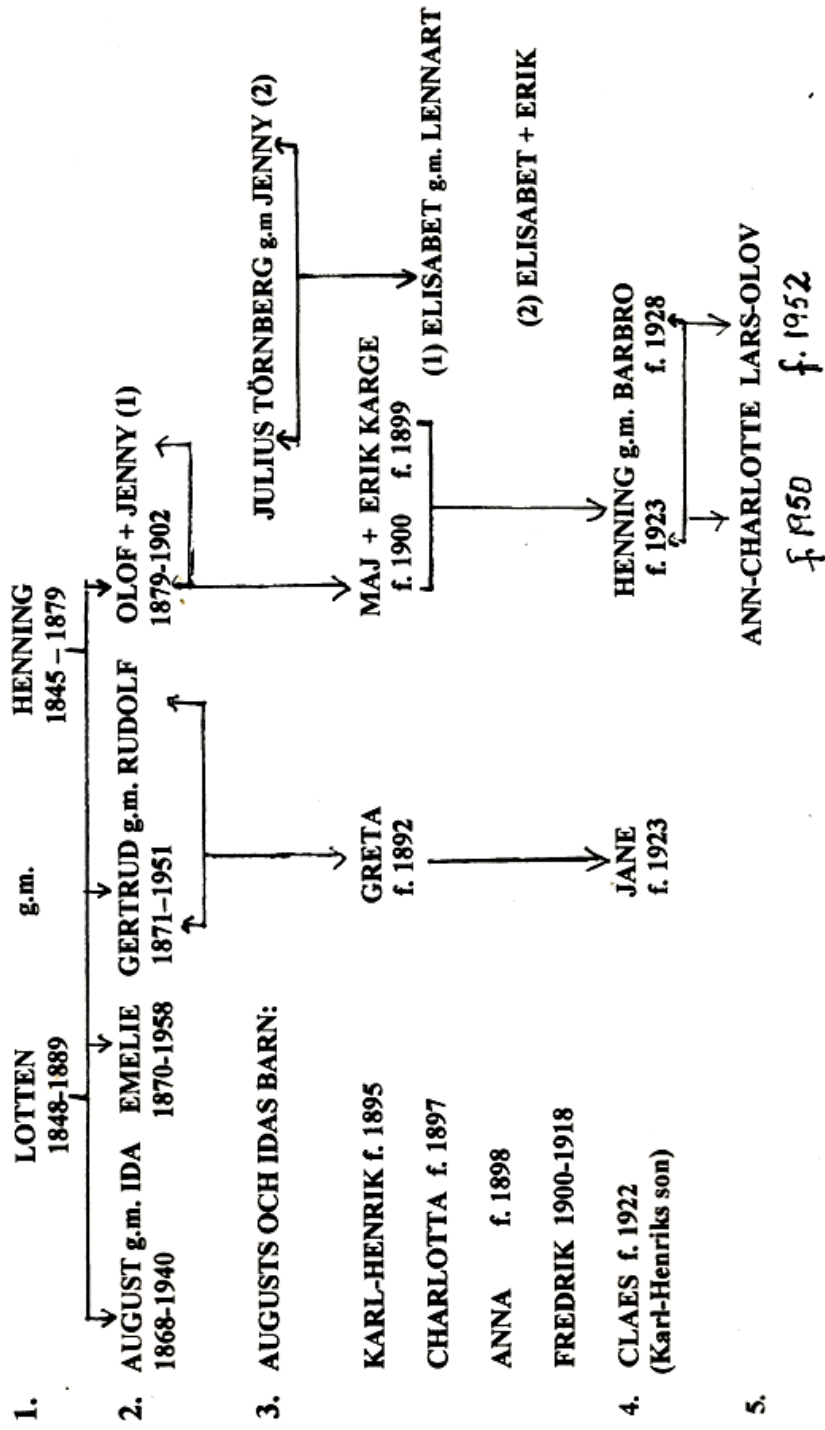 1.
LOTTEN g.m. HENNING
1848-1889 1845 – 1879
2. AUGUST g.m. IDA EMELIE GERTRUD g.m. RUDOLF OLOF + JENNY (1)
1868-1940 1870-1958 1871–1951 1879-1902
3. AUGUSTS OCH IDAS BARN: JULIUS TÖRNBERG g.m JENNY (2)
KARL-HENRIK f. 1895 GRETA MAJ + ERIK KARGE
f. 1892 f. 1900 f. 1899
CHARLOTTA f. 1897 (1) ELISABET g.m. LENNART
ANNA f. 1898
(2) ELISABET + ERIK
FREDRIK 1900-1918
4. CLAES f. 1922 JANE HENNING g.m. BARBRO
(Karl-Henriks son) f. 1923 f. 1923 f. 1928
5. ANN-CHARLOTTE LARS-OLOV
f 1950 f. 1952